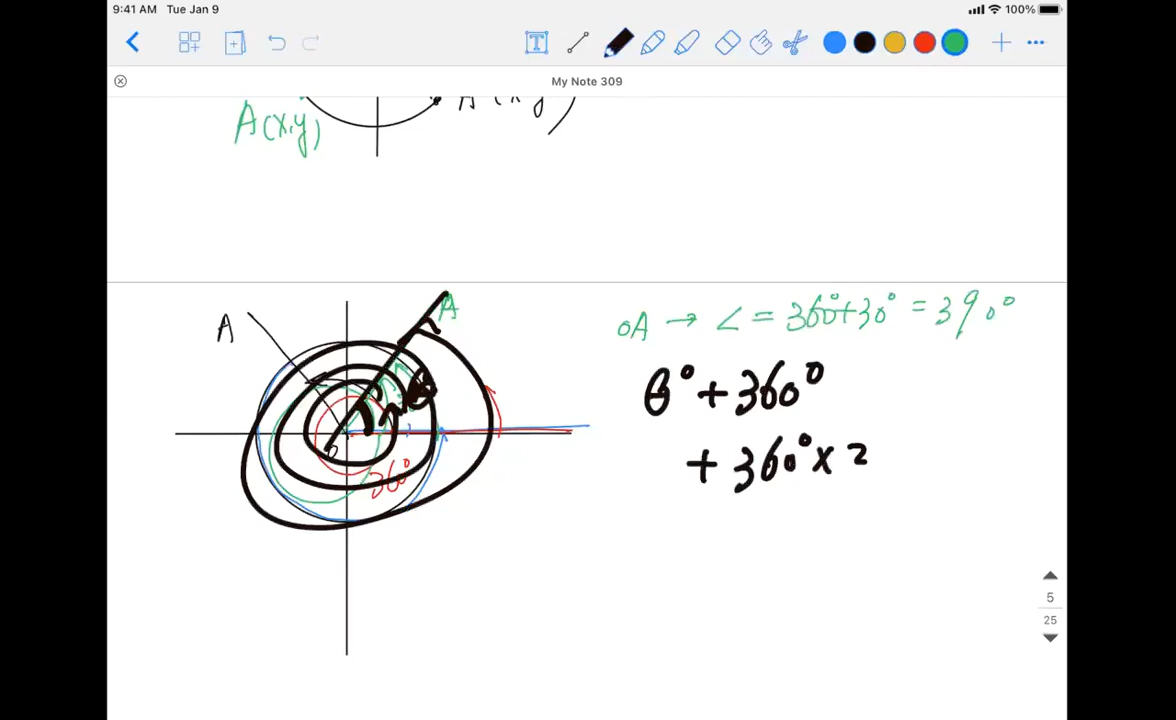 9:41 AM Tue Jan 9
100%
T
My Note 309
A(x,y)
A
A
OA → ∠ = 360°+30° = 390°
θ° + 360°
+ 360° x 2
θ
0
360°
5
25